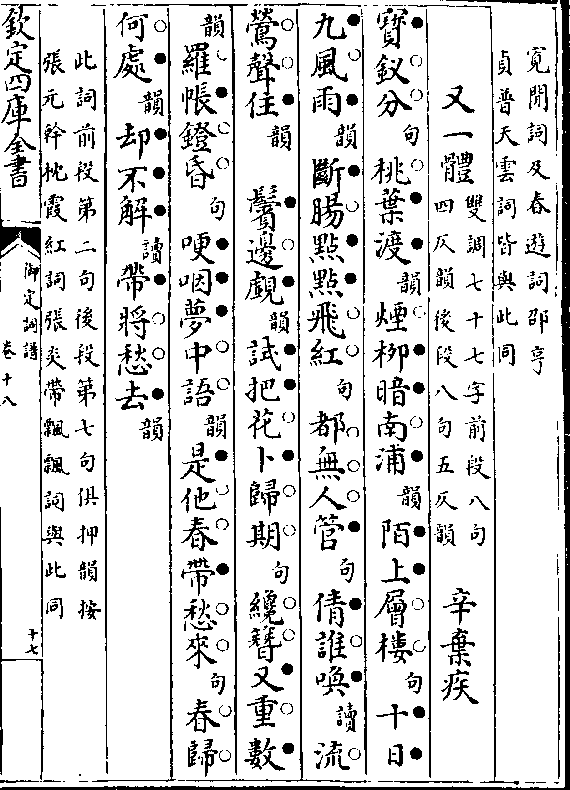 寬閒詞及春遊詞邵亨
貞普天雲詞皆與此同
又一體
雙調七十七字前段八句
四仄韻後段八句五仄韻
辛棄疾
寶釵分句桃葉渡韻煙柳暗南浦韻陌上層樓句十日
九風雨韻斷腸點點飛紅句都無人管句倩誰喚讀流
鶯聲住韻 鬢邊覷韻試把花卜歸期句纔簪又重數
韻羅帳鐙昏句哽咽夢中語韻是他春帶愁來句春歸
何處韻却不解讀帶將愁去韻
此詞前段第二句後段第七句俱押韻按
張元幹枕霞紅詞張炎帶飄飄詞與此同
欽定四庫全書
御定詞譜
卷十八
十七